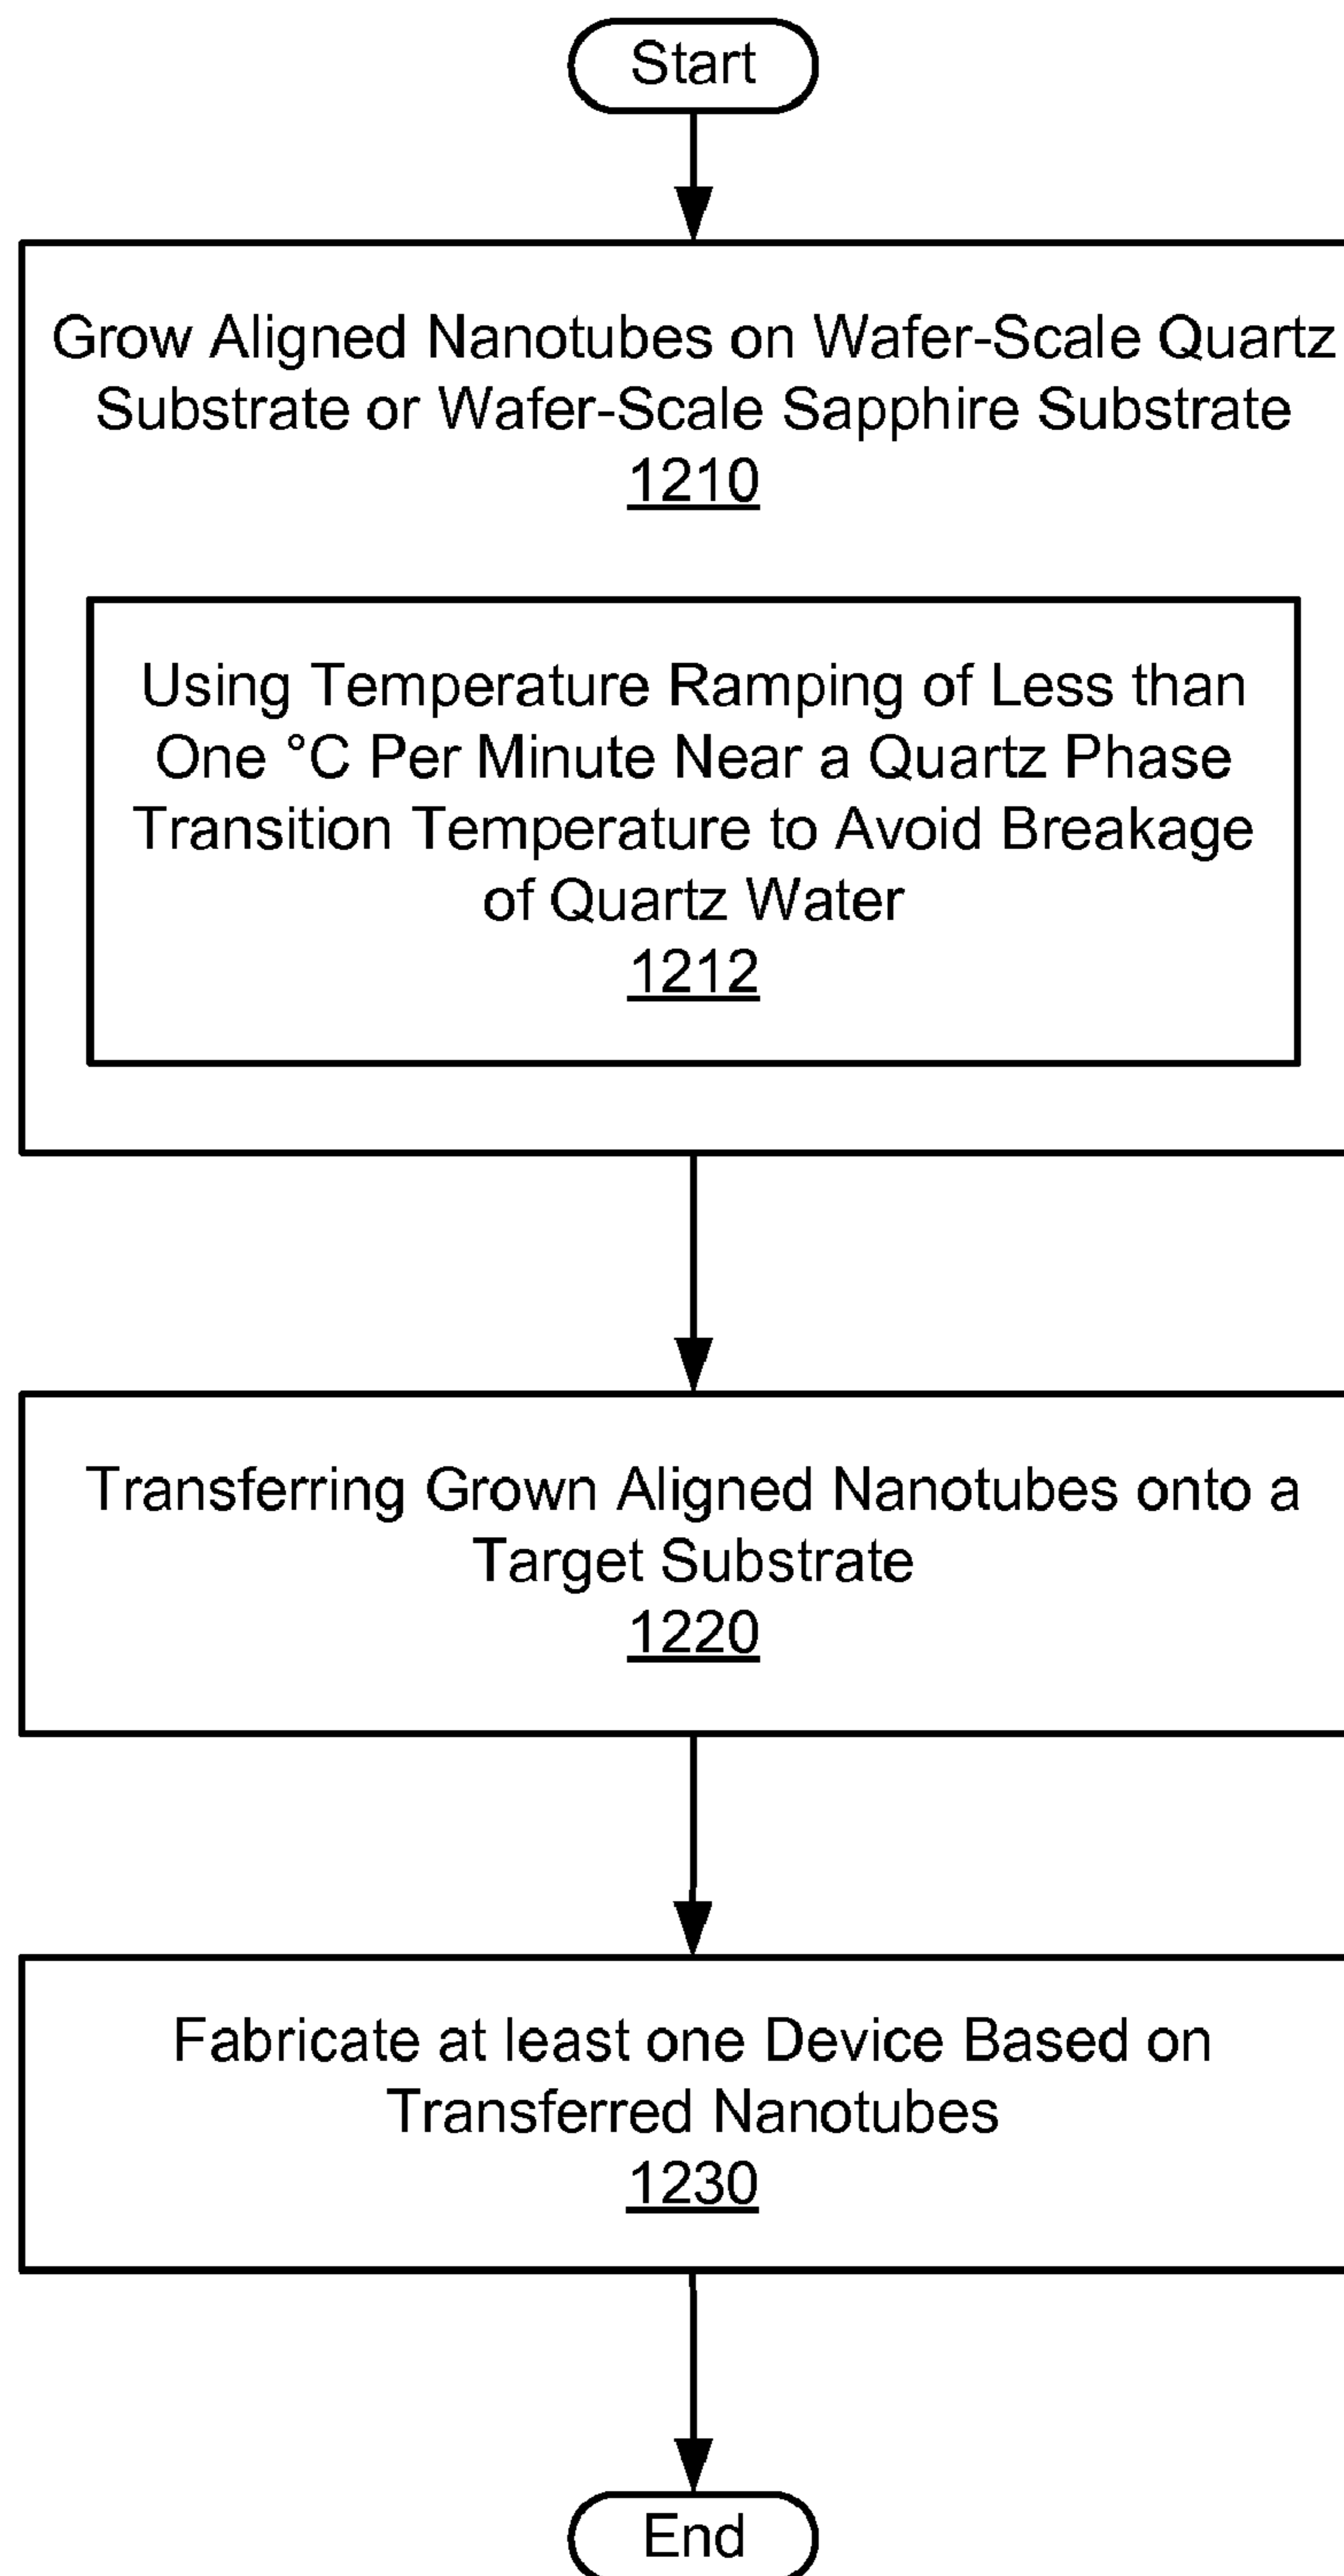 Start
Grow Aligned Nanotubes on Wafer-Scale Quartz
Substrate or Wafer-Scale Sapphire Substrate
1210
Using Temperature Ramping of Less than
One °C Per Minute Near a Quartz Phase
Transition Temperature to Avoid Breakage
of Quartz Water
1212
Transferring Grown Aligned Nanotubes onto a
Target Substrate
1220
Fabricate at least one Device Based on
Transferred Nanotubes
1230
End